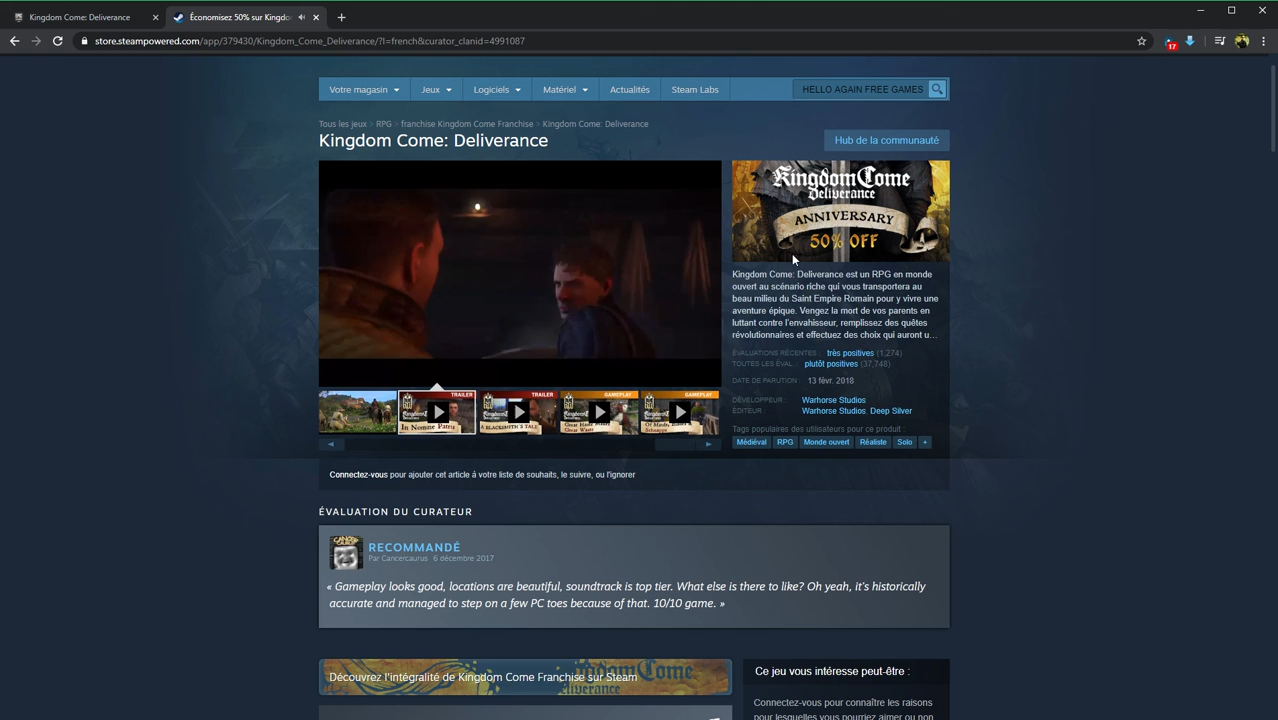 Kingdom Come: Deliverance
Économisez 50% sur Kingdo
store.steampowered.com/app/379430/Kingdom_Come_Deliverance/?l=french&curator_clanid=4991087
17
Votre magasin
Jeux
Logiciels
Matériel
Actualités
Steam Labs
HELLO AGAIN FREE GAMES
Tous les jeux > RPG > franchise Kingdom Come Franchise > Kingdom Come: Deliverance
Kingdom Come: Deliverance
Hub de la communauté
Kingdom Come
Deliverance
ANNIVERSARY
50% OFF
Kingdom Come: Deliverance est un RPG en monde
ouvert au scénario riche qui vous transportera au
beau milieu du Saint Empire Romain pour y vivre une
aventure épique. Vengez la mort de vos parents en
luttant contre l'envahisseur, remplissez des quêtes
révolutionnaires et effectuez des choix qui auront u...
ÉVALUATIONS RÉCENTES : très positives (1,274)
TOUTES LES ÉVAL. : plutôt positives (37,748)
DATE DE PARUTION : 13 févr. 2018
DÉVELOPPEUR : Warhorse Studios
ÉDITEUR : Warhorse Studios, Deep Silver
Tags populaires des utilisateurs pour ce produit :
Médiéval RPG Monde ouvert Réaliste Solo +
TRAILER
In Nomine Patris
TRAILER
A BLACKSMITH'S TALE
GAMEPLAY
GAMEPLAY
Connectez-vous pour ajouter cet article à votre liste de souhaits, le suivre, ou l'ignorer
ÉVALUATION DU CURATEUR
RECOMMANDÉ
Par Cancercaurus 6 décembre 2017
« Gameplay looks good, locations are beautiful, soundtrack is top tier. What else is there to like? Oh yeah, it's historically
accurate and managed to step on a few PC toes because of that. 10/10 game. »
Découvrez l'intégralité de Kingdom Come Franchise sur Steam
Ce jeu vous intéresse peut-être :
Connectez-vous pour connaître les raisons
pour lesquelles vous pourriez aimer ou non